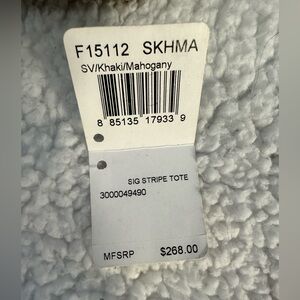 F15112 SKHMA
SV/Khaki/Mahogany
8 85135 17933 9
SIG STRIPE TOTE
3000049490
MFSRP $268.00